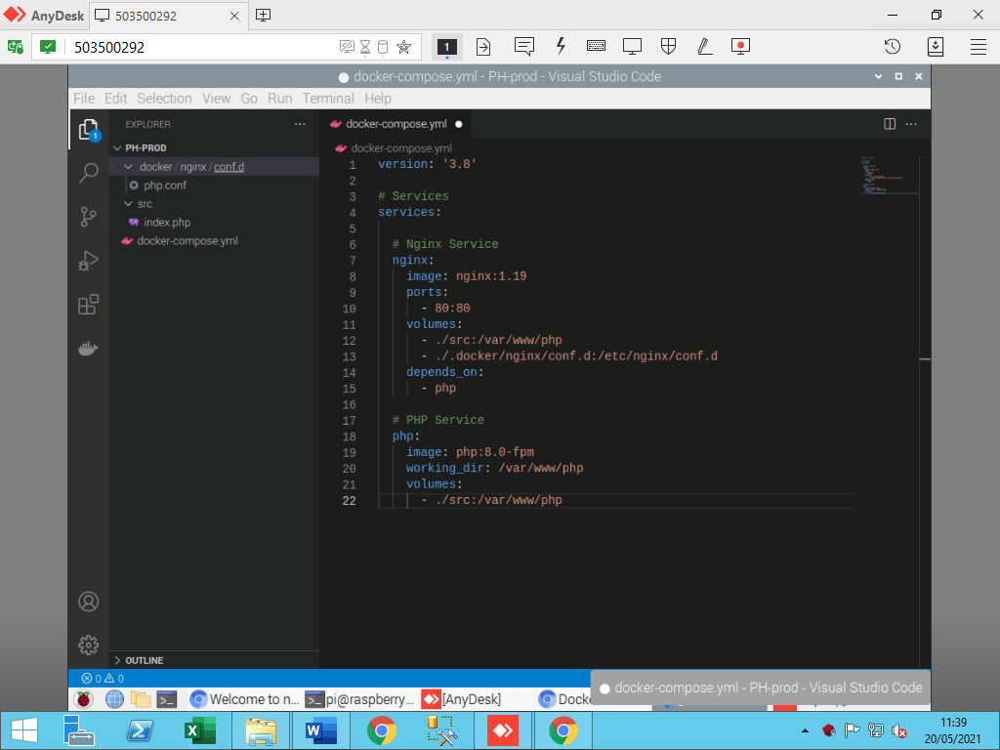 AnyDesk
503500292
503500292
1
docker-compose.yml - PH-prod - Visual Studio Code
File Edit Selection View Go Run Terminal Help
1
EXPLORER
PH-PROD
.docker / nginx / conf.d
php.conf
src
index.php
docker-compose.yml
OUTLINE
docker-compose.yml
docker-compose.yml
1 version: '3.8'
2
3 # Services
4 services:
5
6 # Nginx Service
7 nginx:
8 image: nginx:1.19
9 ports:
10 - 80:80
11 volumes:
12 - ./src:/var/www/php
13 - ./.docker/nginx/conf.d:/etc/nginx/conf.d
14 depends_on:
15 - php
16
17 # PHP Service
18 php:
19 image: php:8.0-fpm
20 working_dir: /var/www/php
21 volumes:
22 - ./src:/var/www/php
0 0
docker-compose.yml - PH-prod - Visual Studio Code
Welcome to n... pi@raspberry... [AnyDesk] Docke
11:39
20/05/2021